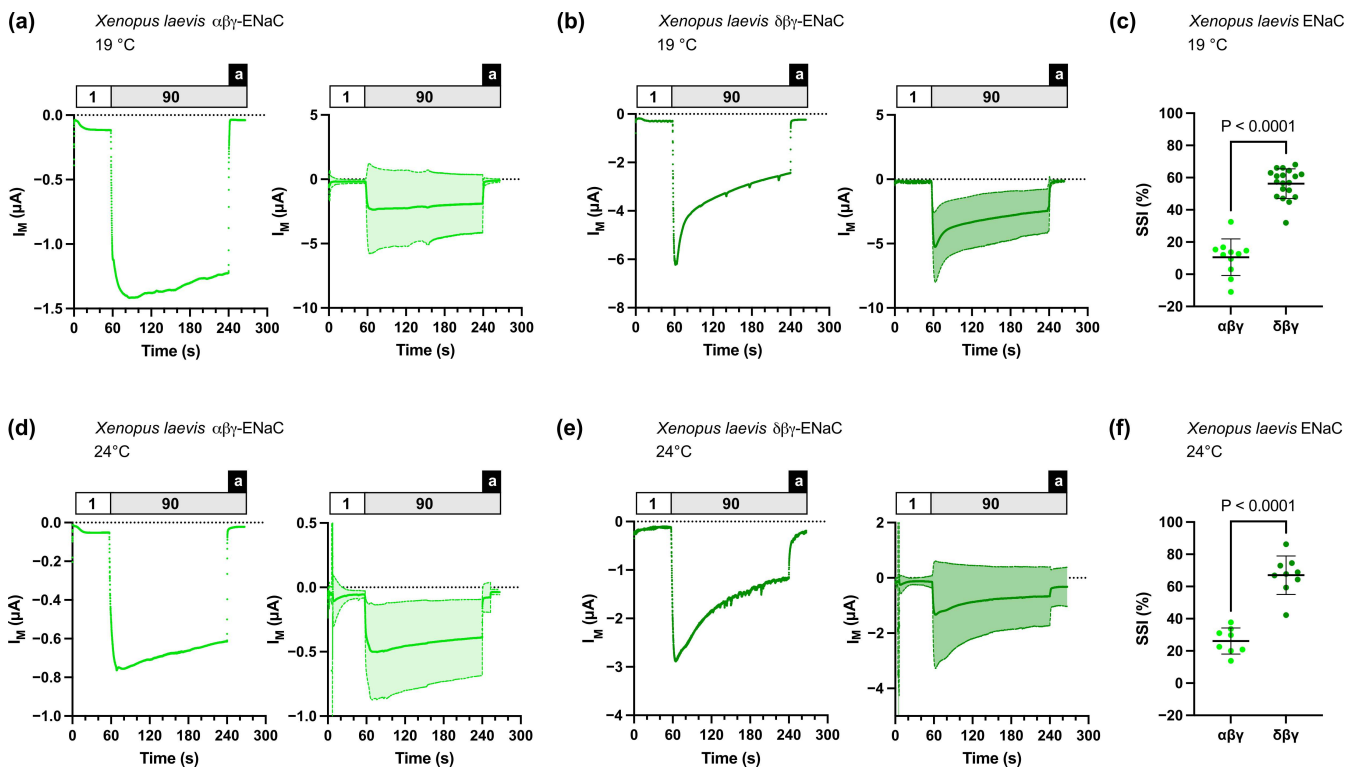 (a)
Xenopus laevis αβγ-ENaC
19 °C
a
1 90
0.0
−0.5
−1.0
−1.5
I_M (μA)
0 60 120 180 240 300
Time (s)
a
1 90
5
0
−5
−10
I_M (μA)
0 60 120 180 240 300
Time (s)
(b)
Xenopus laevis δβγ-ENaC
19 °C
a
1 90
0
−2
−4
−6
−8
I_M (μA)
0 60 140 180 240 300
Time (s)
a
1 90
5
0
−5
−10
I_M (μA)
0 60 120 180 240 300
Time (s)
(c)
Xenopus laevis ENaC
19 °C
P < 0.0001
100
80
60
40
20
0
−20
SSI (%)
αβγ δβγ
(d)
Xenopus laevis αβγ-ENaC
24°C
a
1 90
0.0
−0.2
−0.4
−0.6
−0.8
−1.0
I_M (μA)
0 60 120 180 240 300
Time (s)
a
1 90
0.5
0.0
−0.5
−1.0
I_M (μA)
0 60 120 180 240 300
Time (s)
(e)
Xenopus laevis δβγ-ENaC
24°C
a
1 90
0
−1
−2
−3
−4
I_M (μA)
0 60 120 180 240 300
Time (s)
a
1 90
2
0
−2
−4
I_M (μA)
0 60 120 180 240 300
Time (s)
(f)
Xenopus laevis ENaC
24°C
P < 0.0001
100
80
60
40
20
0
−20
SSI (%)
αβγ δβγ